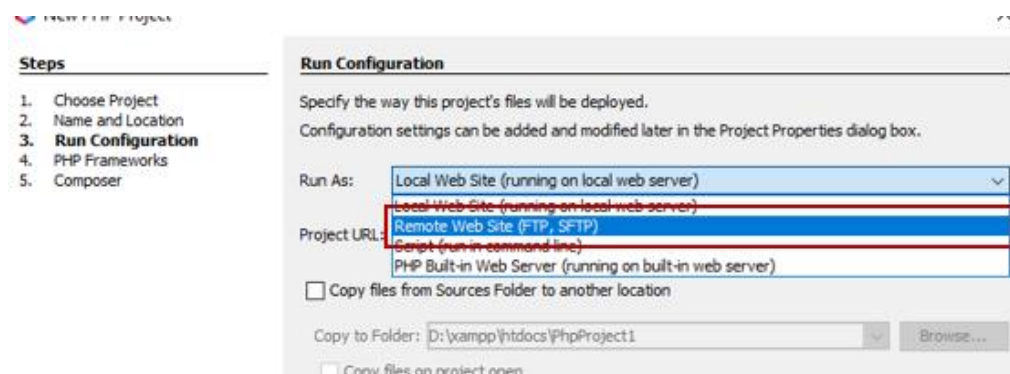 New PHP Project
Steps
1. Choose Project
2. Name and Location
3. Run Configuration
4. PHP Frameworks
5. Composer
Run Configuration
Specify the way this project's files will be deployed.
Configuration settings can be added and modified later in the Project Properties dialog box.
Run As: Local Web Site (running on local web server)
Local Web Site (running on local web server)
Remote Web Site (FTP, SFTP)
Project URL:
Script (run in command line)
PHP Built-in Web Server (running on built-in web server)
Copy files from Sources Folder to another location
Copy to Folder: D:\xampp\htdocs\PhpProject1 Browse...
Copy files on project open